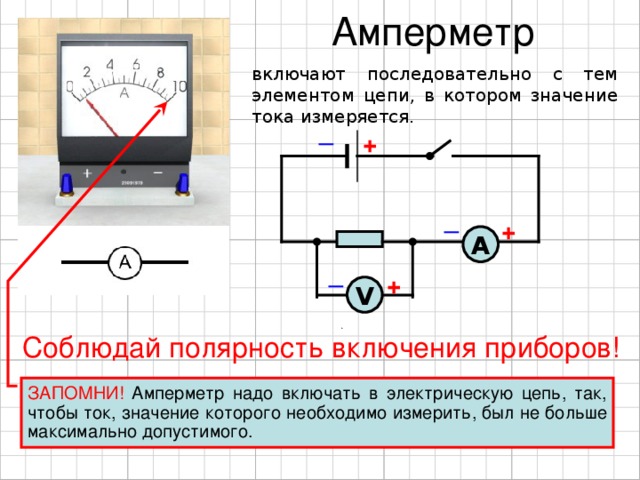 Амперметр
включают последовательно с тем
элементом цепи, в котором значение
тока измеряется.
0 2 4 6 8 10
A
+ −
A
− +
− +
A
− +
V
Соблюдай полярность включения приборов!
ЗАПОМНИ! Амперметр надо включать в электрическую цепь, так,
чтобы ток, значение которого необходимо измерить, был не больше
максимально допустимого.